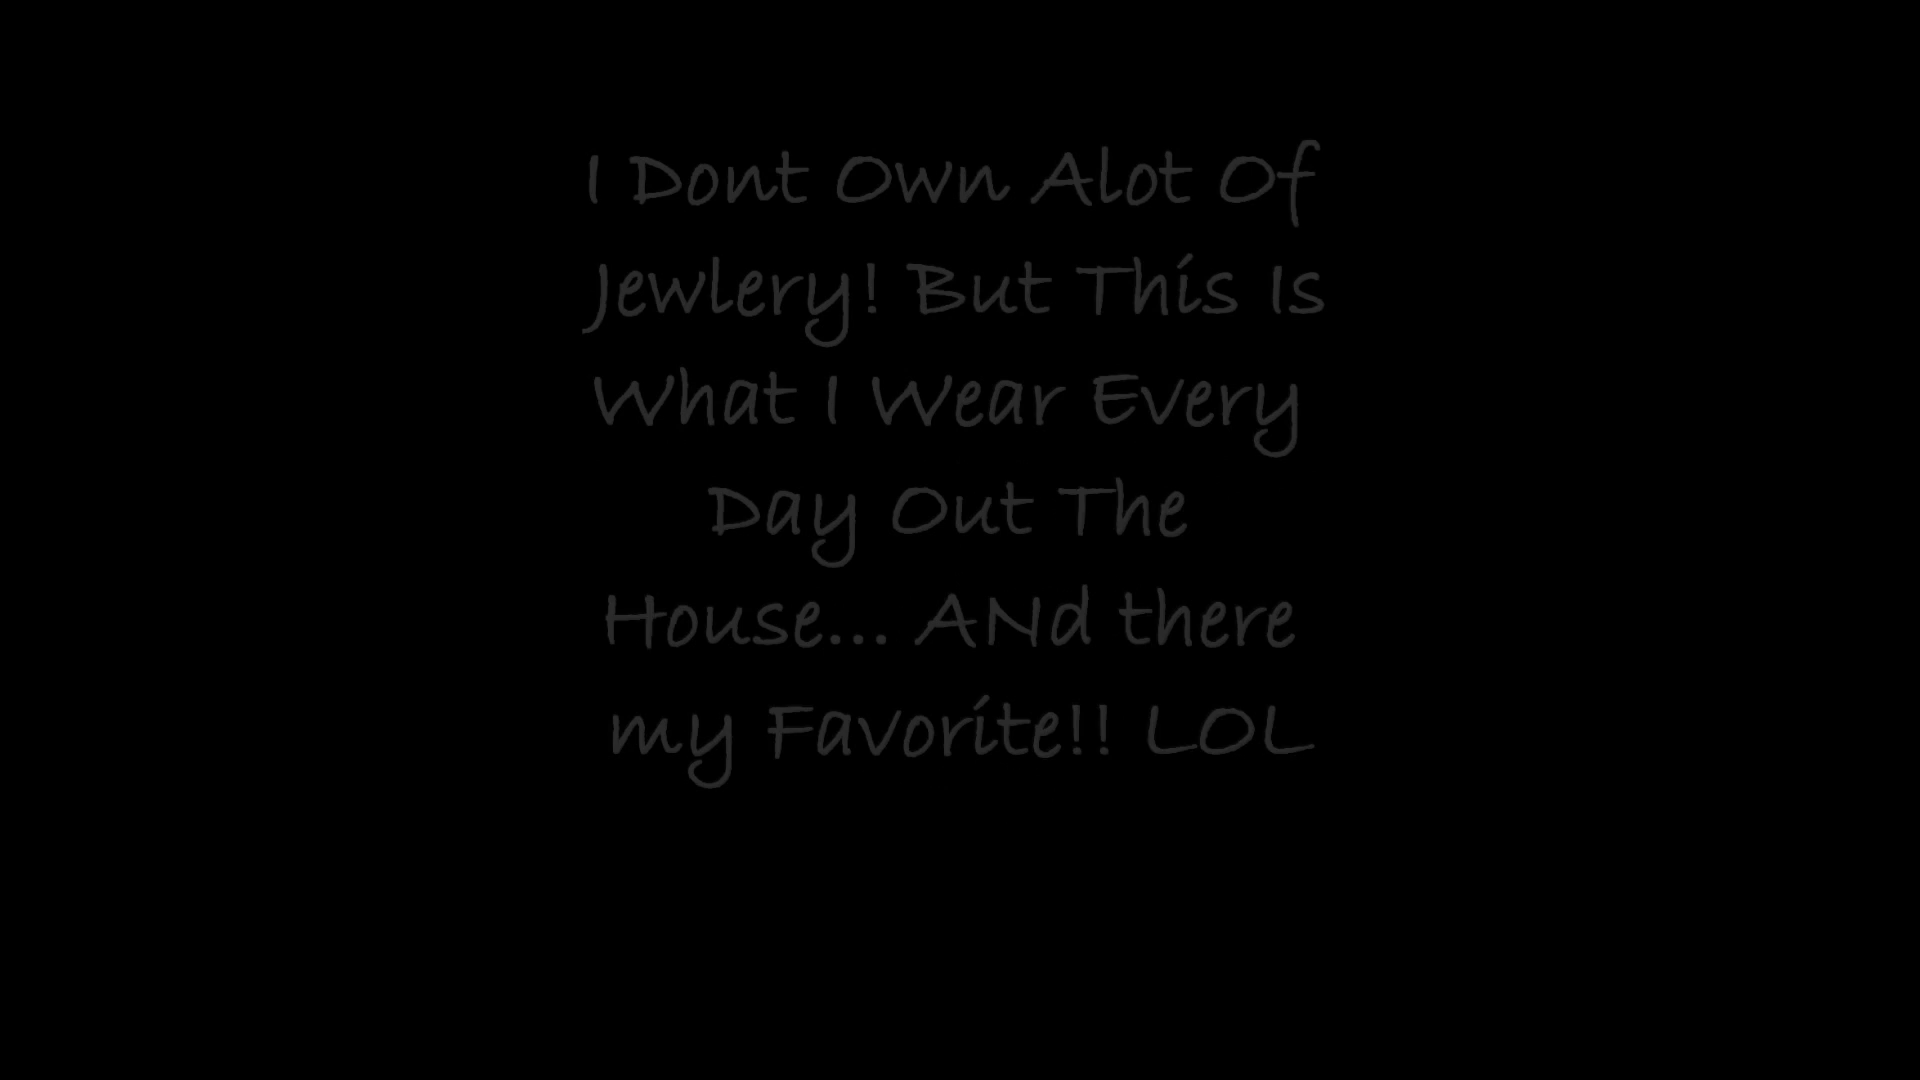 I Dont Own Alot Of
Jewlery! But This Is
What I Wear Every
Day Out The
House... ANd there
my Favorite!! LOL